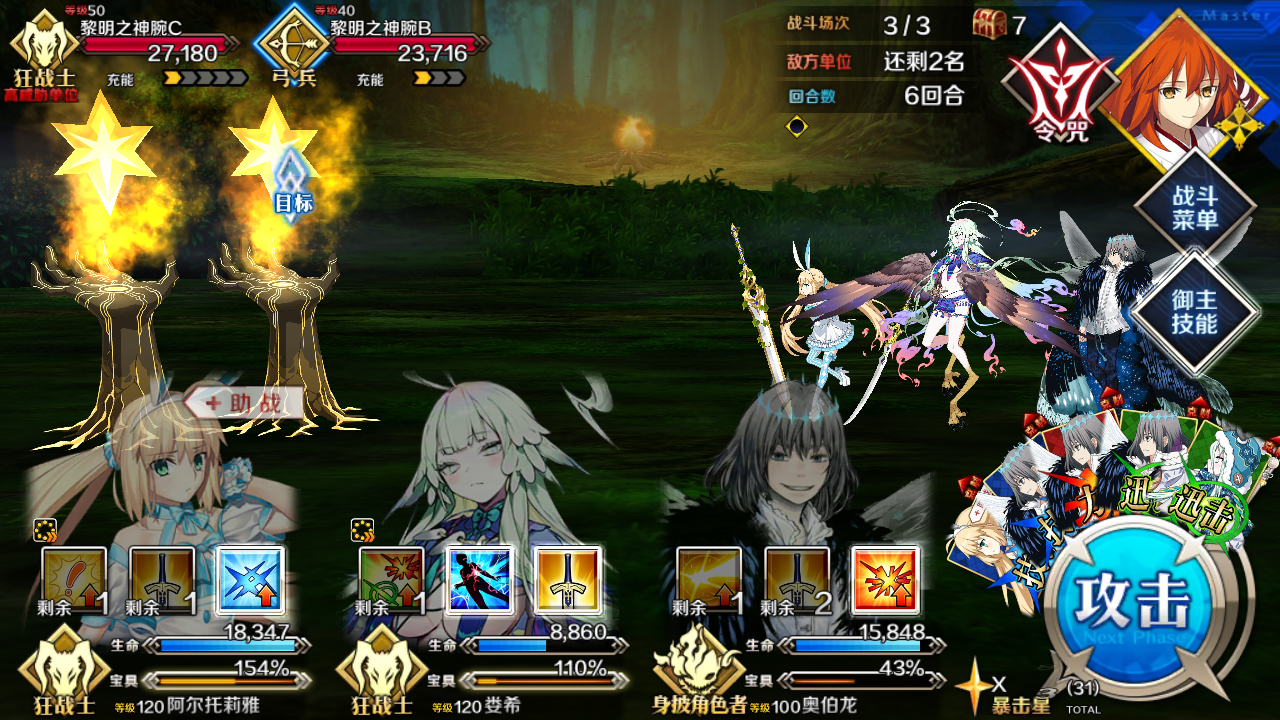 等级50
黎明之神腕C
27,180
狂战士
充能
高威胁单位
等级40
黎明之神腕B
23,716
弓兵
充能
目标
战斗场次 3/3
7
敌方单位 还剩2名
回合数 6回合
Master
令咒
战斗
菜单
御主
技能
+助战
剩余1
剩余1
剩余1
剩余1
剩余2
生命 18,347
宝具 154%
狂战士
等级120阿尔托莉雅
生命 8,860
宝具 110%
狂战士
等级120娄希
生命 15,848
宝具 43%
身披角色者
等级100奥伯龙
技
技
力
迅
迅击
攻击
Next Phase
X
暴击星
(31)
TOTAL